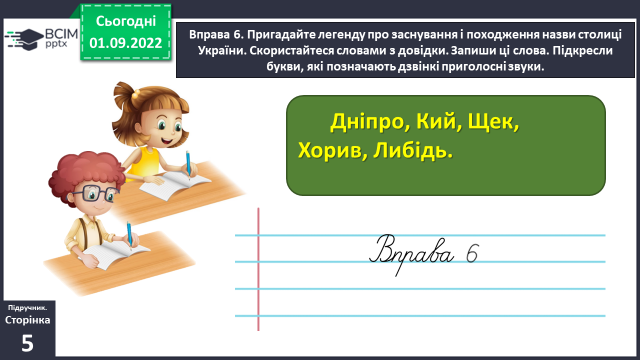 Сьогодні
01.09.2022
BCIM
pptx
Вправа 6. Пригадайте легенду про заснування і походження назви столиці
України. Скористайтеся словами з довідки. Запиши ці слова. Підкресли
букви, які позначають дзвінкі приголосні звуки.
Дніпро, Кий, Щек,
Хорив, Либідь.
Вправа 6
Підручник.
Сторінка
5